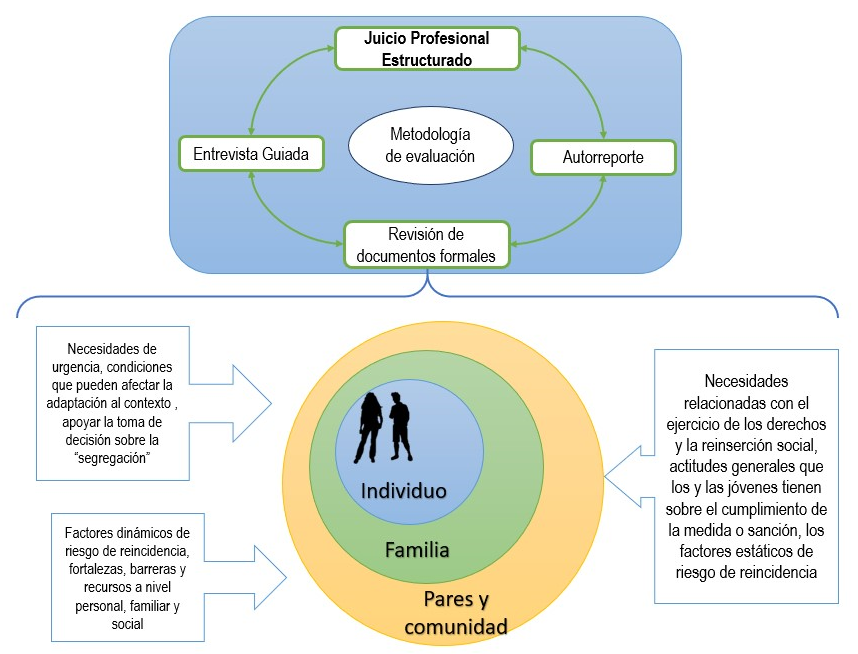 Juicio Profesional
Estructurado
Metodología
de evaluación
Entrevista Guiada
Autorreporte
Revisión de
documentos formales
Necesidades de
urgencia, condiciones
que pueden afectar la
adaptación al contexto ,
apoyar la toma de
decisión sobre la
“segregación”
Factores dinámicos de
riesgo de reincidencia,
fortalezas, barreras y
recursos a nivel
personal, familiar y
social
Individuo
Familia
Pares y
comunidad
Necesidades
relacionadas con el
ejercicio de los derechos
y la reinserción social,
actitudes generales que
los y las jóvenes tienen
sobre el cumplimiento de
la medida o sanción, los
factores estáticos de
riesgo de reincidencia